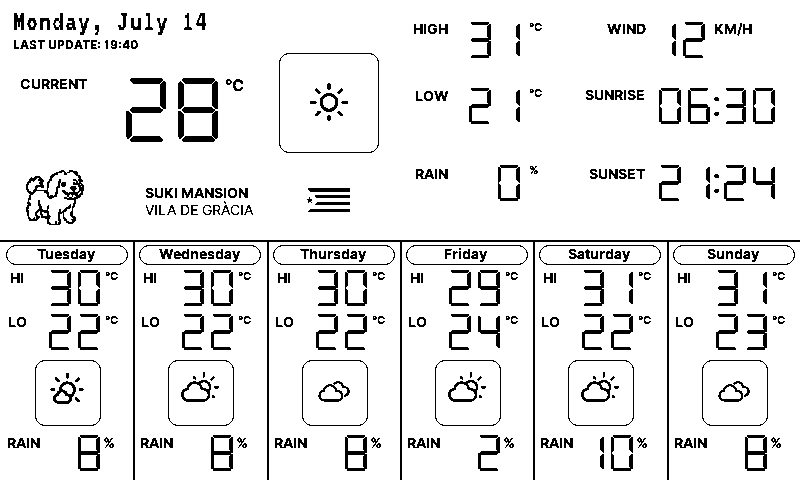 Monday, July 14
LAST UPDATE: 19:40
CURRENT 28 °C
HIGH 31 °C
WIND 12 KM/H
LOW 21 °C
SUNRISE 06:30
RAIN 0 %
SUNSET 21:24
SUKI MANSION
VILA DE GRÀCIA
Tuesday Wednesday Thursday Friday Saturday Sunday
HI 30 °C HI 30 °C HI 30 °C HI 29 °C HI 31 °C HI 31 °C
LO 22 °C LO 22 °C LO 22 °C LO 24 °C LO 22 °C LO 23 °C
RAIN 8 % RAIN 8 % RAIN 8 % RAIN 2 % RAIN 10 % RAIN 8 %